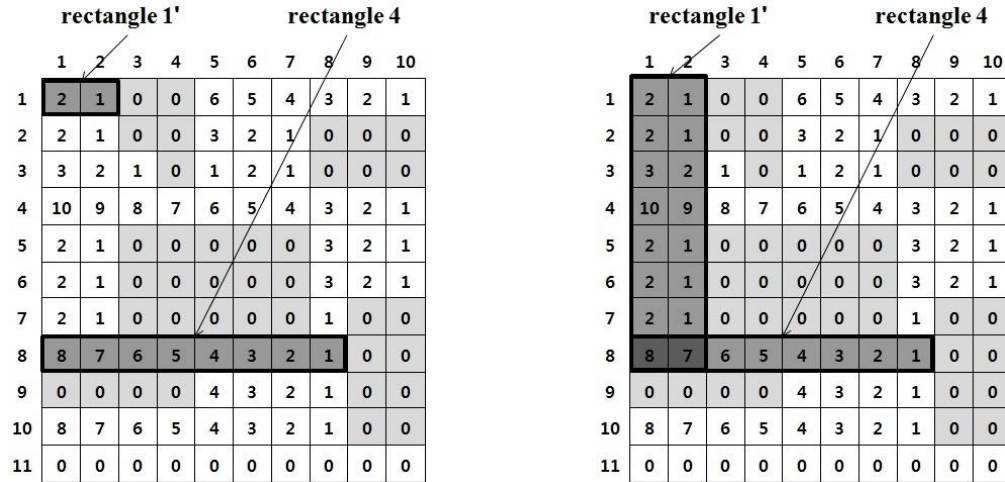 rectangle 1' rectangle 4
1 2 3 4 5 6 7 8 9 10
1 2 1 0 0 6 5 4 3 2 1
2 2 1 0 0 3 2 1 0 0 0
3 3 2 1 0 1 2 1 0 0 0
4 10 9 8 7 6 5 4 3 2 1
5 2 1 0 0 0 0 0 3 2 1
6 2 1 0 0 0 0 0 3 2 1
7 2 1 0 0 0 0 0 1 0 0
8 8 7 6 5 4 3 2 1 0 0
9 0 0 0 0 4 3 2 1 0 0
10 8 7 6 5 4 3 2 1 0 0
11 0 0 0 0 0 0 0 0 0 0
rectangle 1' rectangle 4
1 2 3 4 5 6 7 8 9 10
1 2 1 0 0 6 5 4 3 2 1
2 2 1 0 0 3 2 1 0 0 0
3 3 2 1 0 1 2 1 0 0 0
4 10 9 8 7 6 5 4 3 2 1
5 2 1 0 0 0 0 0 3 2 1
6 2 1 0 0 0 0 0 3 2 1
7 2 1 0 0 0 0 0 1 0 0
8 8 7 6 5 4 3 2 1 0 0
9 0 0 0 0 4 3 2 1 0 0
10 8 7 6 5 4 3 2 1 0 0
11 0 0 0 0 0 0 0 0 0 0